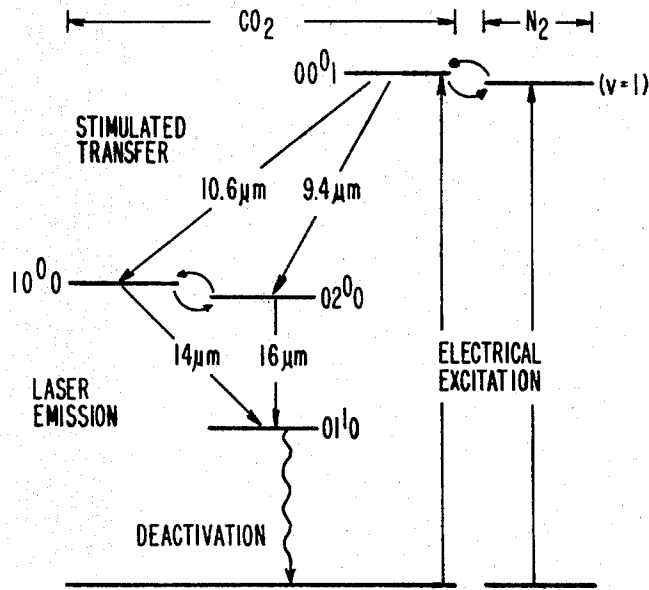 CO₂ N₂
00⁰1 (v=1)
STIMULATED
TRANSFER
10.6μm 9.4μm
10⁰0 02⁰0
14μm 16μm
ELECTRICAL
EXCITATION
LASER
EMISSION
01¹0
DEACTIVATION